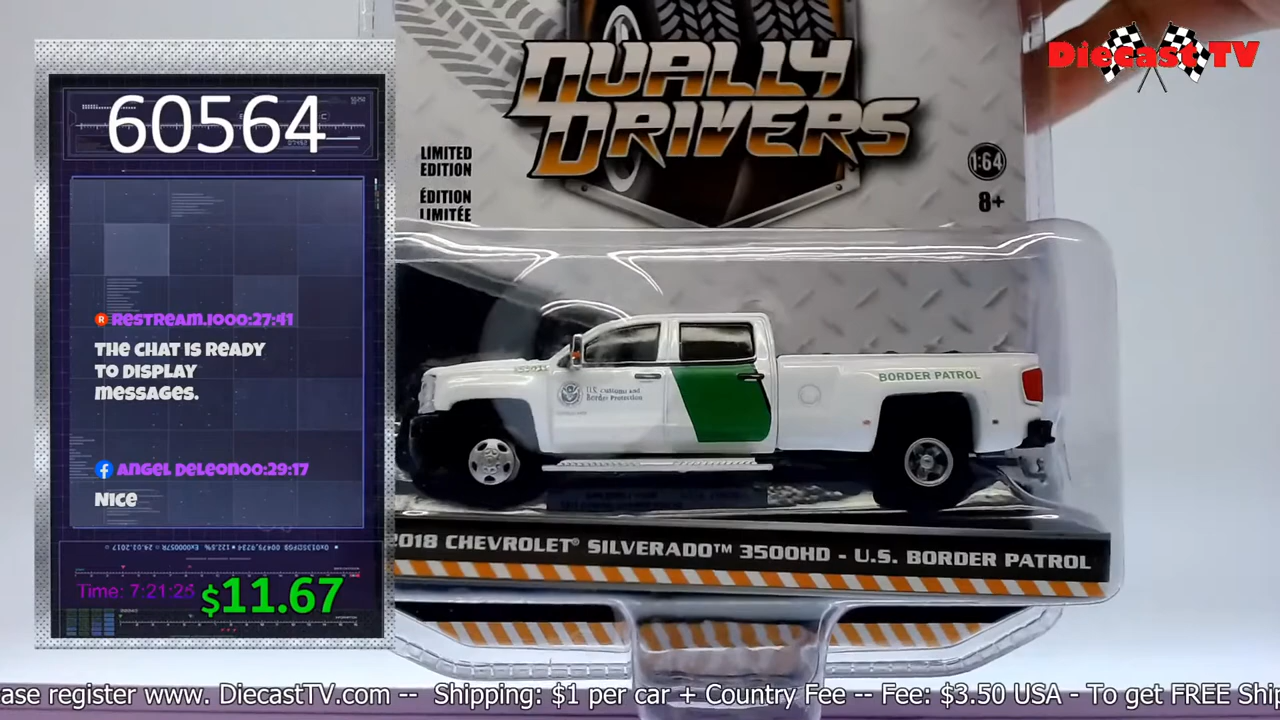 Diecast TV
60564
DUALLY
DRIVERS
LIMITED
EDITION
ÉDITION
LIMITÉE
1:64
8+
Restream.io00:27:41
The chat is ready
to display
messages.
Angel Deleon00:29:17
Nice
U.S. Customs and
Border Protection
BORDER PATROL
2018 CHEVROLET® SILVERADO™ 3500HD - U.S. BORDER PATROL
Time: 7:21:25
$11.67
ase register www. DiecastTV.com -- Shipping: $1 per car + Country Fee -- Fee: $3.50 USA - To get FREE Ship